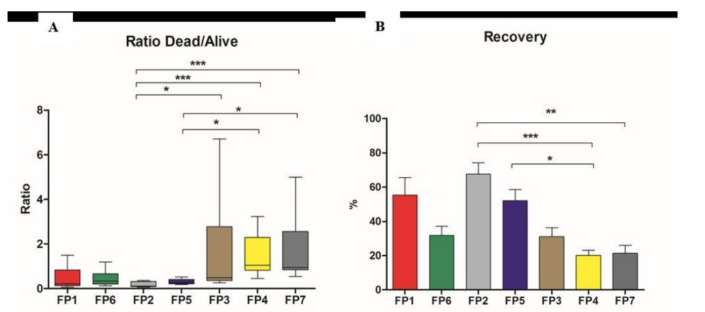 A
Ratio Dead/Alive
***
***
*
*
*
8
6
4
2
0
Ratio
FP1 FP6 FP2 FP5 FP3 FP4 FP7
B
Recovery
**
***
*
100
80
60
40
20
0
%
FP1 FP6 FP2 FP5 FP3 FP4 FP7